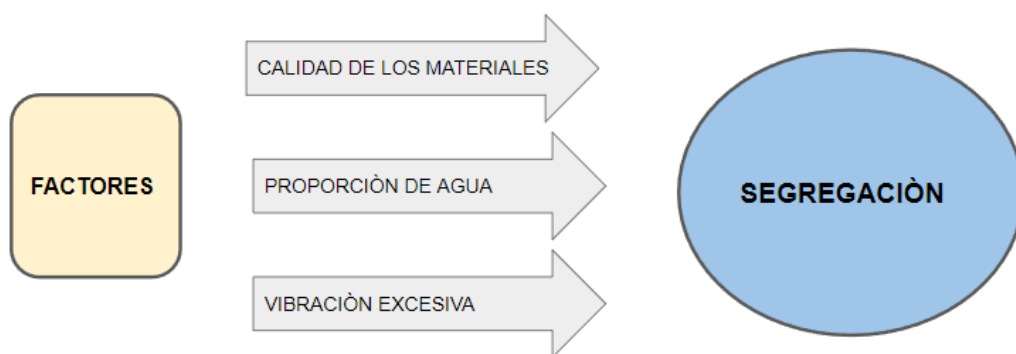 CALIDAD DE LOS MATERIALES
FACTORES
PROPORCIÒN DE AGUA
SEGREGACIÒN
VIBRACIÒN EXCESIVA